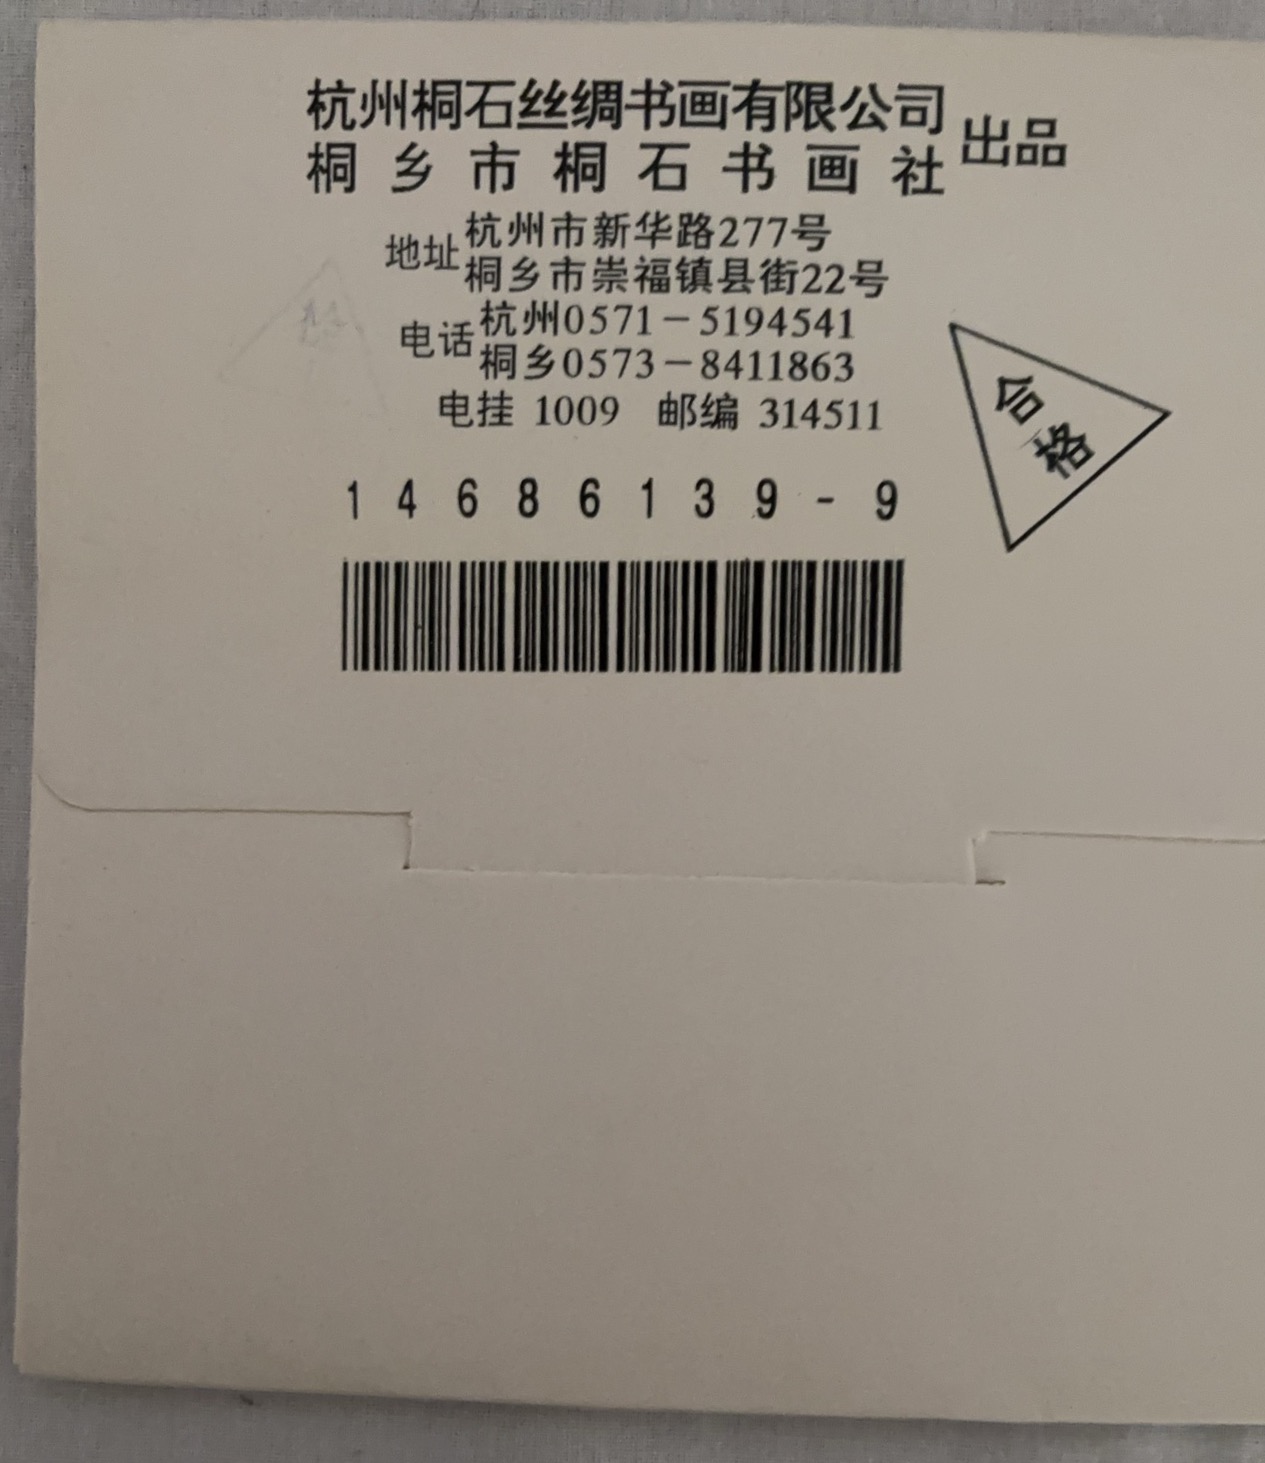 杭州桐石丝绸书画有限公司
桐乡市桐石书画社
出品
地址
杭州市新华路277号
桐乡市崇福镇县街22号
电话
杭州0571-5194541
桐乡0573-8411863
电挂 1009 邮编 314511
合格
14686139-9